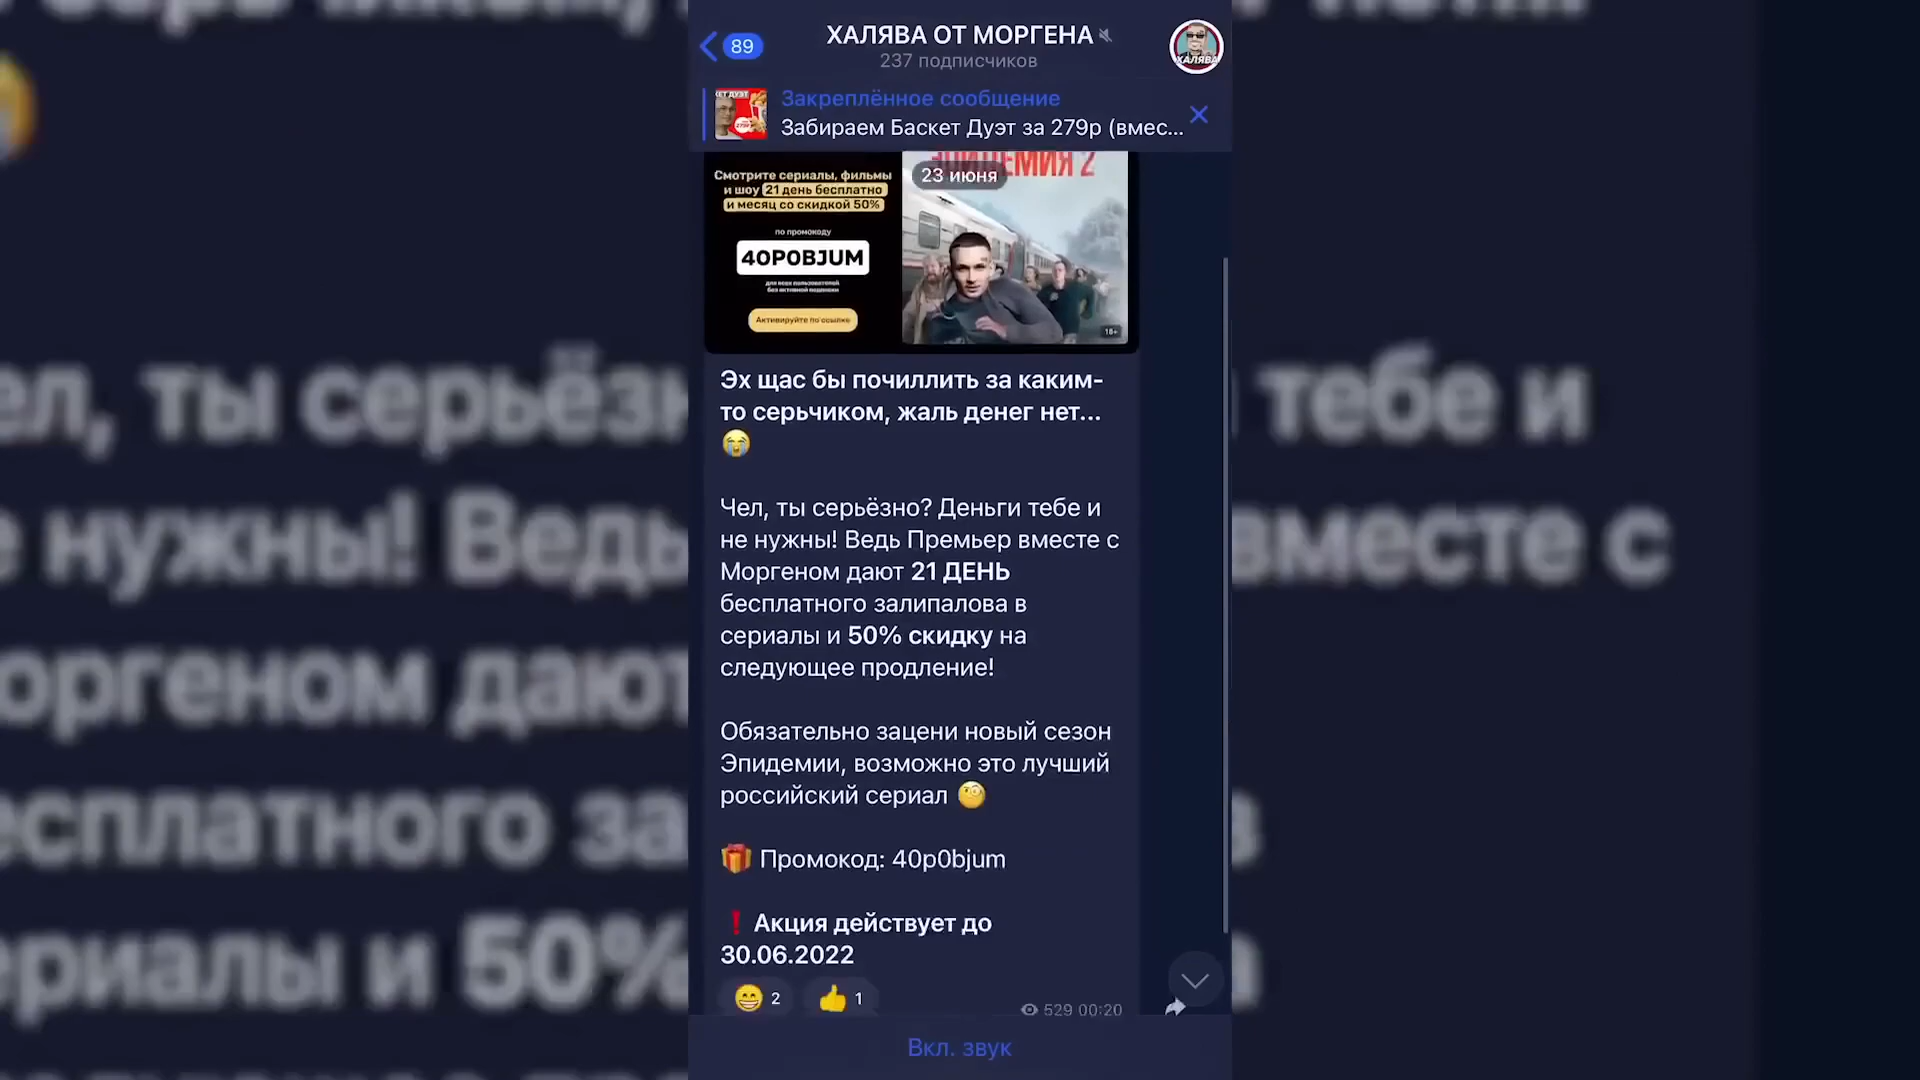 89
ХАЛЯВА ОТ МОРГЕНА
237 подписчиков
ХАЛЯВА
Закреплённое сообщение
Забираем Баскет Дуэт за 279р (вмес...
23 июня
Смотрите сериалы, фильмы
и шоу 21 день бесплатно
и месяц со скидкой 50%
по промокоду
40P0BJUM
для всех пользователей
без активной подписки
Активируйте по ссылке
ЭПИДЕМИЯ 2
18+
Эх щас бы почиллить за каким-
то серьчиком, жаль денег нет...
😭
Чел, ты серьёзно? Деньги тебе и
не нужны! Ведь Премьер вместе с
Моргеном дают 21 ДЕНЬ
бесплатного залипалова в
сериалы и 50% скидку на
следующее продление!
Обязательно зацени новый сезон
Эпидемии, возможно это лучший
российский сериал 🧐
🎁 Промокод: 40p0bjum
❗ Акция действует до
30.06.2022
😁 2 👍 1
529 00:20
Вкл. звук